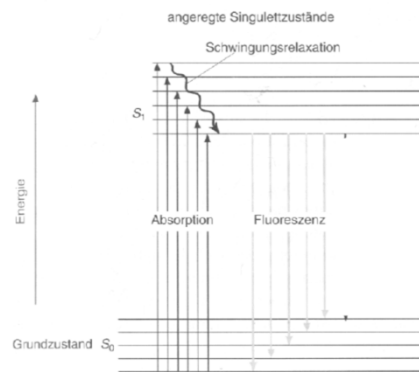 angeregte Singulettzustände
Schwingungsrelaxation
S₁
Energie
Absorption
Fluoreszenz
Grundzustand S₀